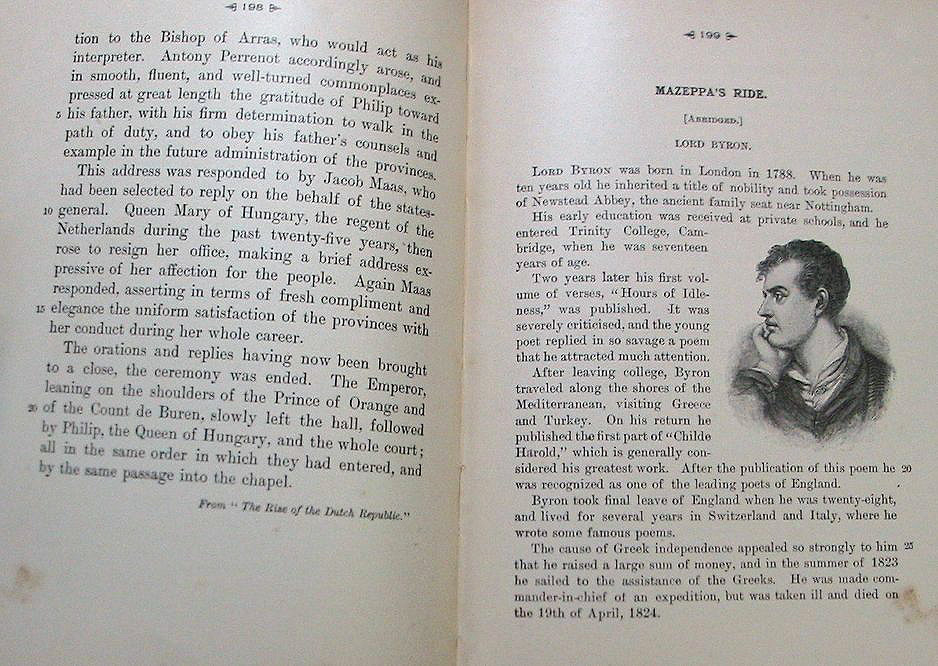 198
tion to the Bishop of Arras, who would act as his
interpreter. Antony Perrenot accordingly arose, and
in smooth, fluent, and well-turned commonplaces ex-
pressed at great length the gratitude of Philip toward
5 his father, with his firm determination to walk in the
path of duty, and to obey his father's counsels and
example in the future administration of the provinces.
This address was responded to by Jacob Maas, who
had been selected to reply on the behalf of the states-
10 general. Queen Mary of Hungary, the regent of the
Netherlands during the past twenty-five years, then
rose to resign her office, making a brief address ex-
pressive of her affection for the people. Again Maas
responded, asserting in terms of fresh compliment and
15 elegance the uniform satisfaction of the provinces with
her conduct during her whole career.
The orations and replies having now been brought
to a close, the ceremony was ended. The Emperor,
leaning on the shoulders of the Prince of Orange and
20 of the Count de Buren, slowly left the hall, followed
by Philip, the Queen of Hungary, and the whole court;
all in the same order in which they had entered, and
by the same passage into the chapel.
From "The Rise of the Dutch Republic."
199
MAZEPPA'S RIDE.
[ABRIDGED.]
LORD BYRON.
LORD BYRON was born in London in 1788. When he was
ten years old he inherited a title of nobility and took possession
of Newstead Abbey, the ancient family seat near Nottingham.
His early education was received at private schools, and he
entered Trinity College, Cam-
bridge, when he was seventeen
years of age.
Two years later his first vol-
ume of verses, "Hours of Idle-
ness," was published. It was
severely criticised, and the young
poet replied in so savage a poem
that he attracted much attention.
After leaving college, Byron
traveled along the shores of the
Mediterranean, visiting Greece
and Turkey. On his return he
published the first part of "Childe
Harold," which is generally con-
sidered his greatest work. After the publication of this poem he 20
was recognized as one of the leading poets of England.
Byron took final leave of England when he was twenty-eight,
and lived for several years in Switzerland and Italy, where he
wrote some famous poems.
The cause of Greek independence appealed so strongly to him 25
that he raised a large sum of money, and in the summer of 1823
he sailed to the assistance of the Greeks. He was made com-
mander-in-chief of an expedition, but was taken ill and died on
the 19th of April, 1824.